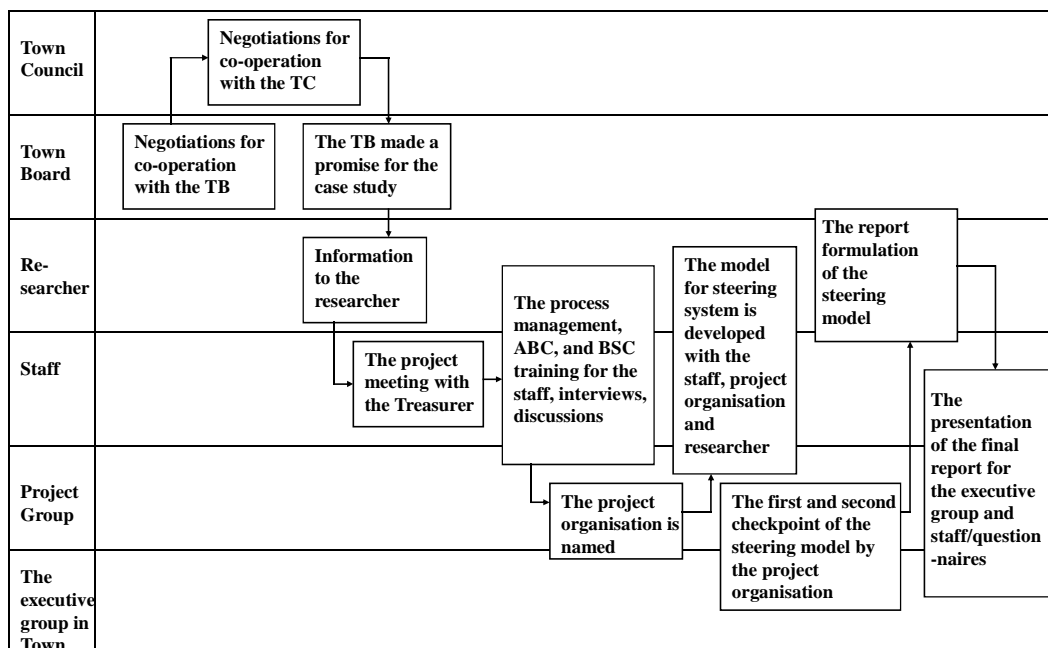 Town
Council
Negotiations for
co-operation
with the TC
Town
Board
Negotiations for
co-operation
with the TB
The TB made a
promise for the
case study
Re-
searcher
Information
to the
researcher
The report
formulation
of the
steering
model
The process
management,
ABC, and BSC
training for the
staff, interviews,
discussions
The model
for steering
system is
developed
with the
staff, project
organisation
and
researcher
Staff
The project
meeting with
the Treasurer
The
presentation
of the final
report for
the executive
group and
staff/question
-naires
Project
Group
The project
organisation is
named
The first and second
checkpoint of the
steering model by
the project
organisation
The
executive
group in
Town